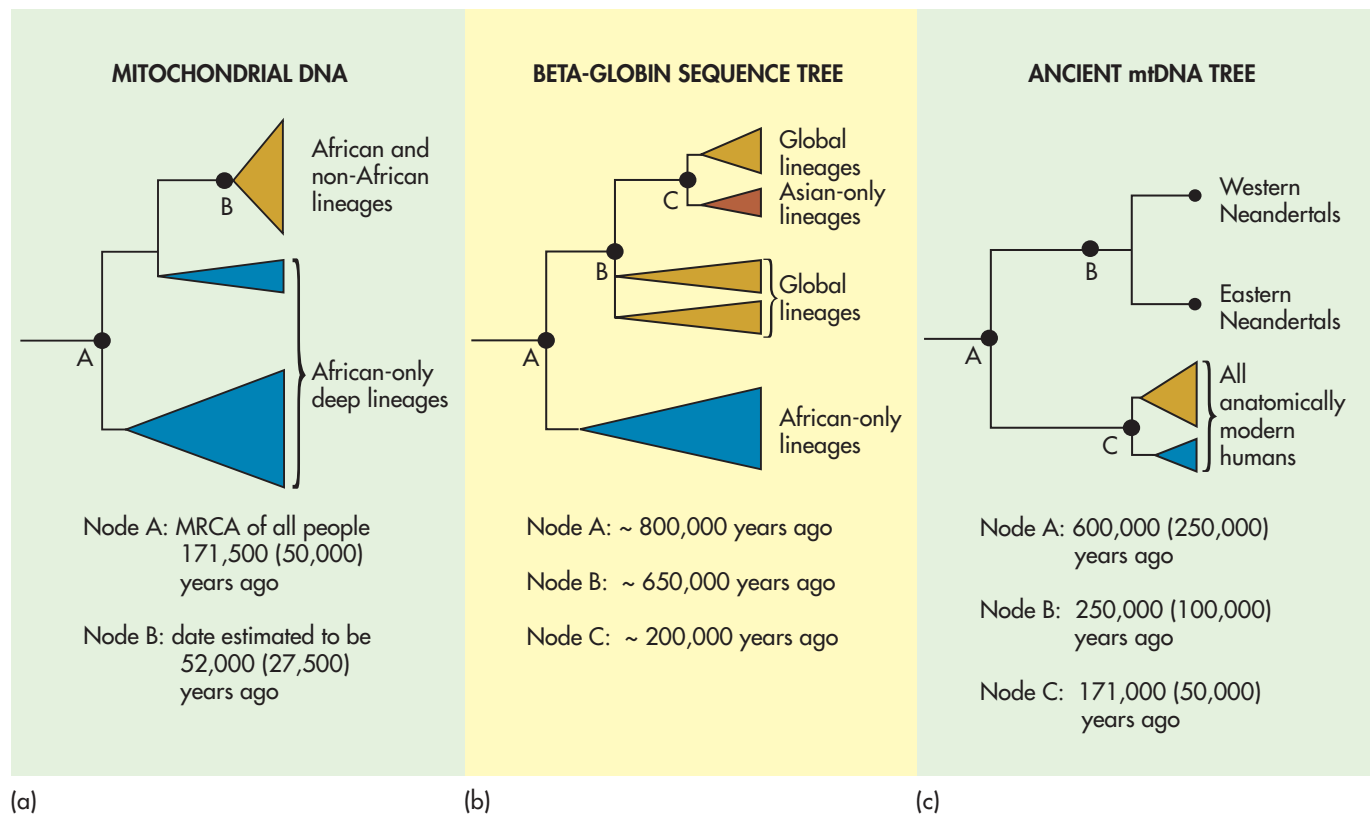 MITOCHONDRIAL DNA
African and
non-African
lineages
B
A
African-only
deep lineages
Node A: MRCA of all people
171,500 (50,000)
years ago
Node B: date estimated to be
52,000 (27,500)
years ago
(a)
BETA-GLOBIN SEQUENCE TREE
Global
lineages
C
Asian-only
lineages
B
Global
lineages
A
African-only
lineages
Node A: ~ 800,000 years ago
Node B: ~ 650,000 years ago
Node C: ~ 200,000 years ago
(b)
ANCIENT mtDNA TREE
Western
Neandertals
B
Eastern
Neandertals
A
All
anatomically
modern
humans
C
Node A: 600,000 (250,000)
years ago
Node B: 250,000 (100,000)
years ago
Node C: 171,000 (50,000)
years ago
(c)